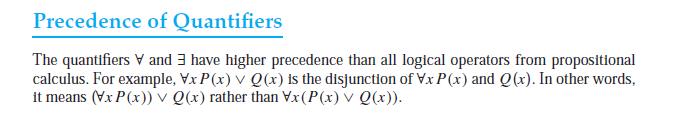 Precedence of Quantifiers
The quantifiers ∀ and ∃ have higher precedence than all logical operators from propositional
calculus. For example, ∀x P(x) ∨ Q(x) is the disjunction of ∀x P(x) and Q(x). In other words,
it means (∀x P(x)) ∨ Q(x) rather than ∀x(P(x) ∨ Q(x)).